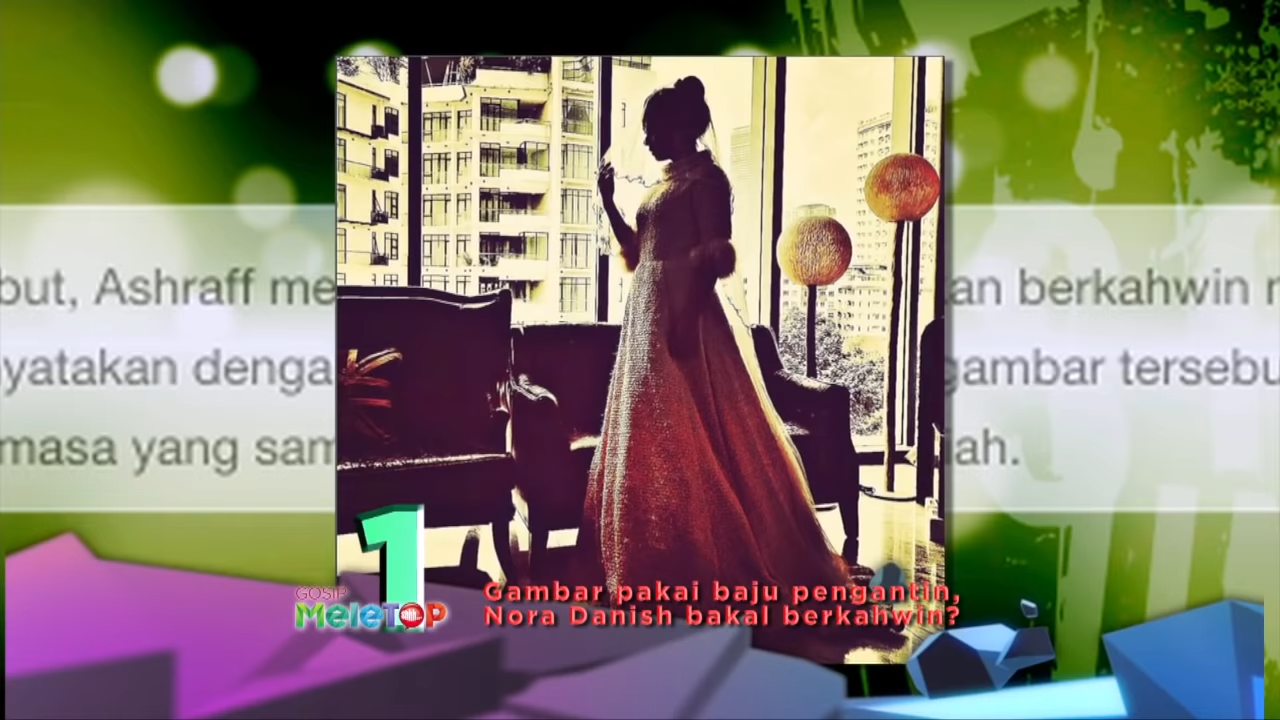 but, Ashraff me
an berkahwin
yatakan denga
gambar tersebu
masa yang sam
lah.
1
GOSIP
MeleTOP
Gambar pakai baju pengantin,
Nora Danish bakal berkahwin?